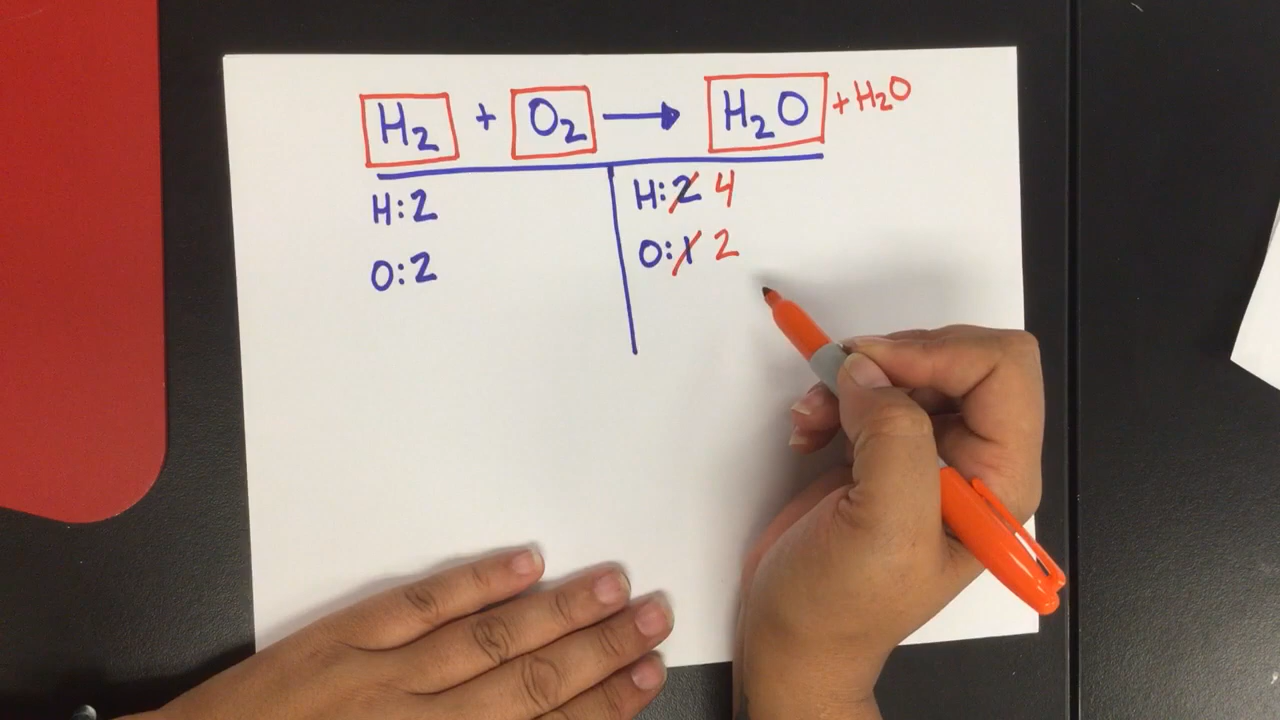 H₂ + O₂ → H₂O + H₂O
H:2 H:2 4
O:2 O:1 2